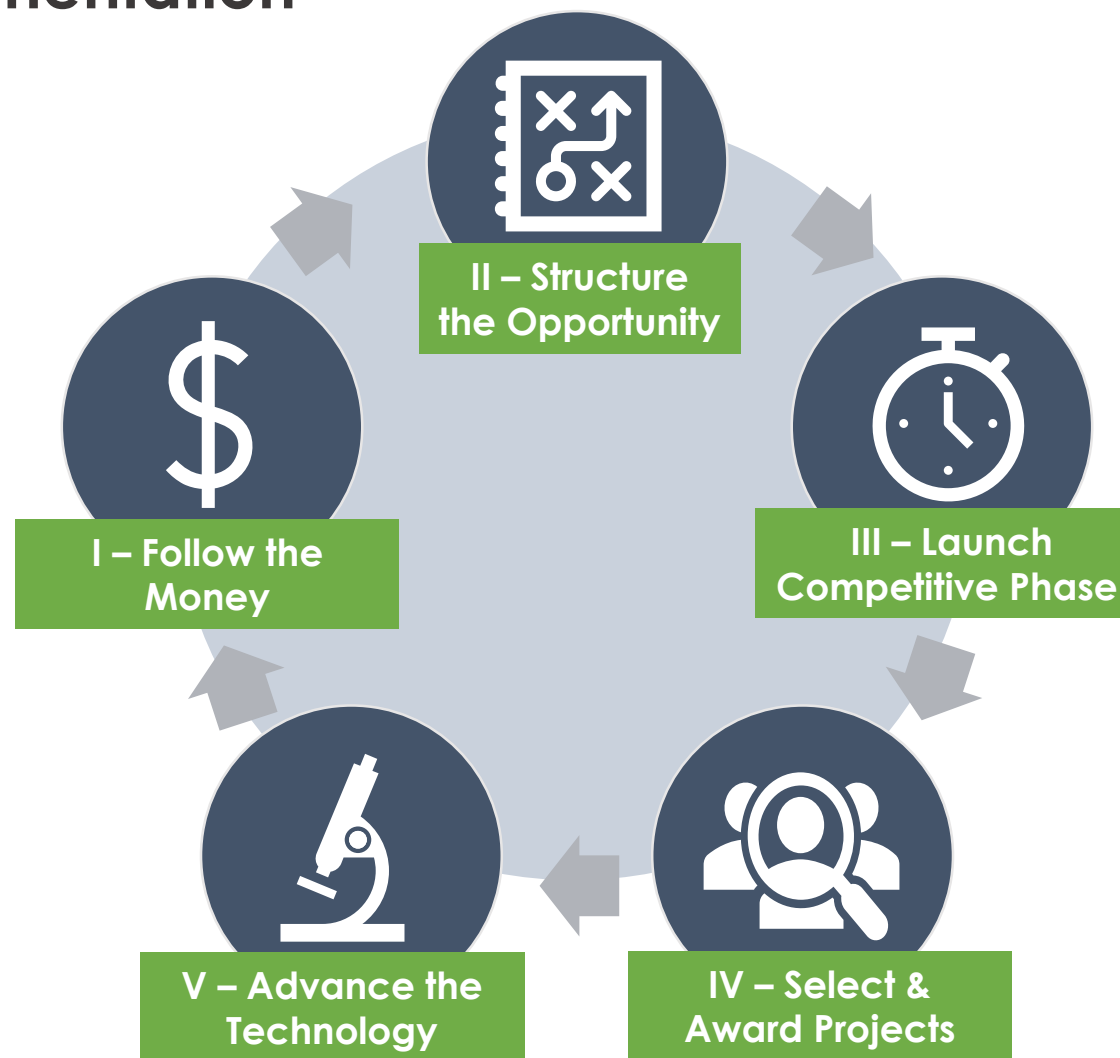 I – Follow the
Money
II – Structure
the Opportunity
III – Launch
Competitive Phase
IV – Select &
Award Projects
V – Advance the
Technology